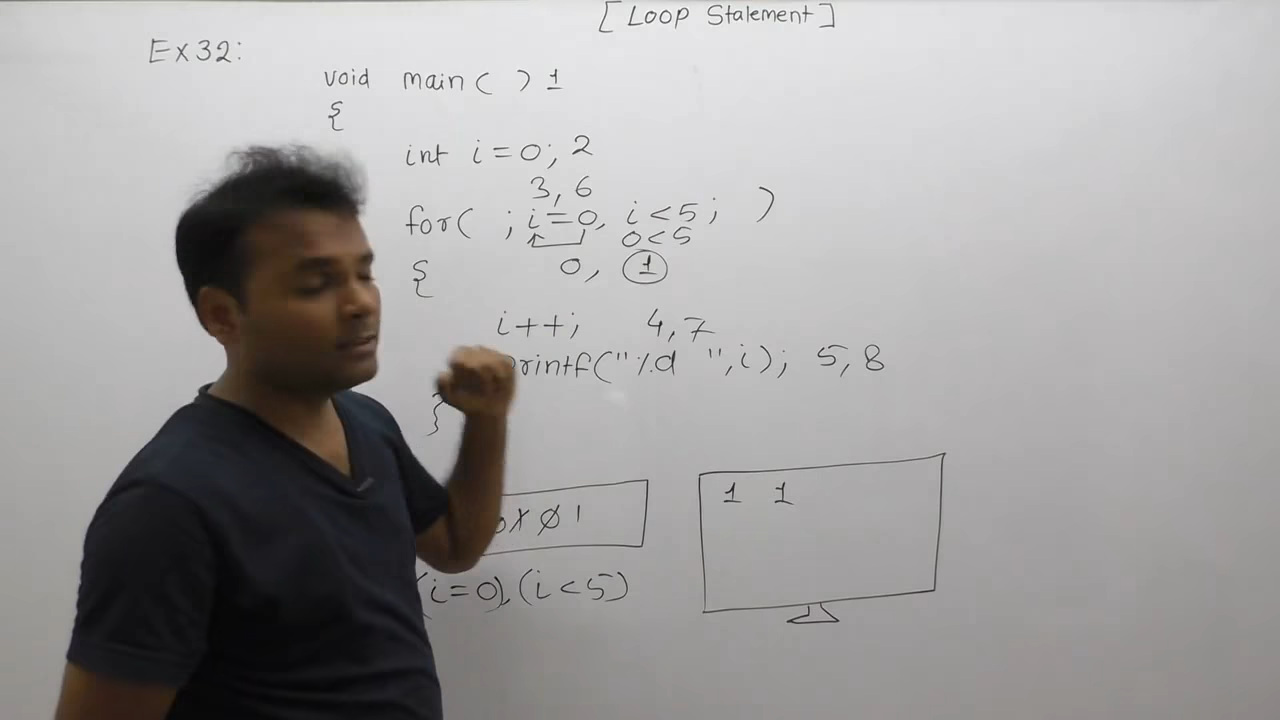 [Loop Statement]
Ex32:
void main( ) 1
{
int i=0; 2
3,6
for( ; i=0, i<5; )
0<5
{ 0, 1
i++; 4,7
printf("%d ",i); 5,8
}
1 1
(i=0),(i<5)